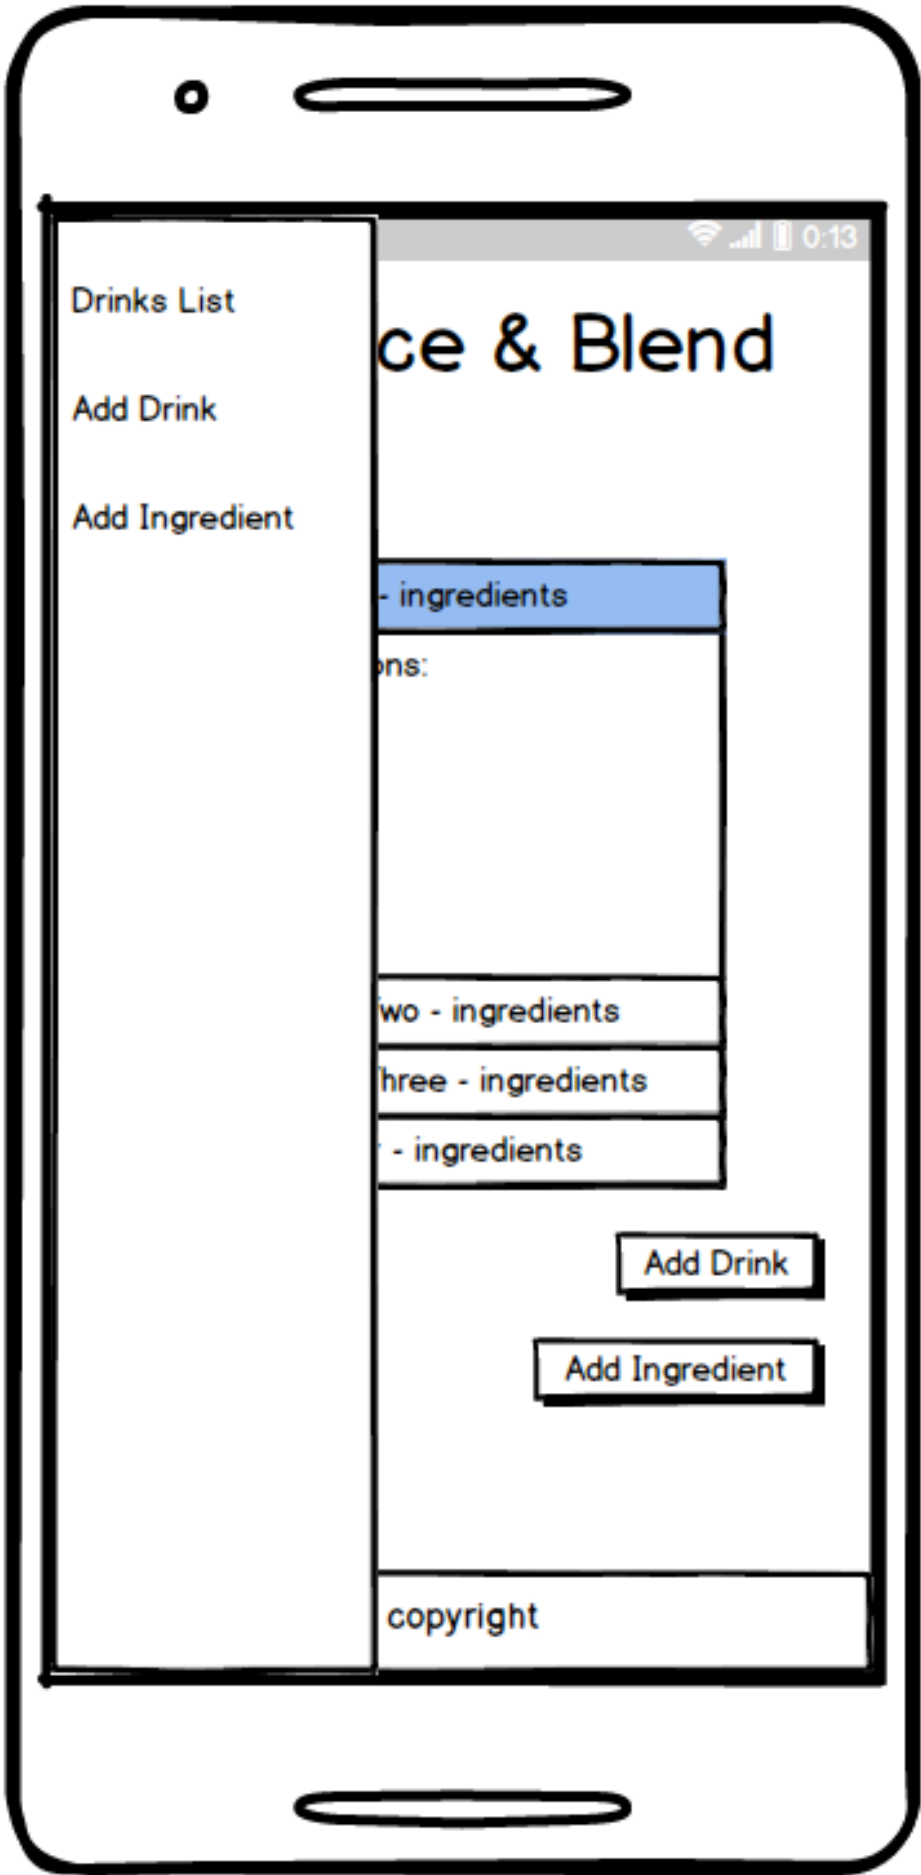 0:13
Drinks List
Add Drink
Add Ingredient
ce & Blend
- ingredients
ons:
wo - ingredients
hree - ingredients
- ingredients
Add Drink
Add Ingredient
copyright